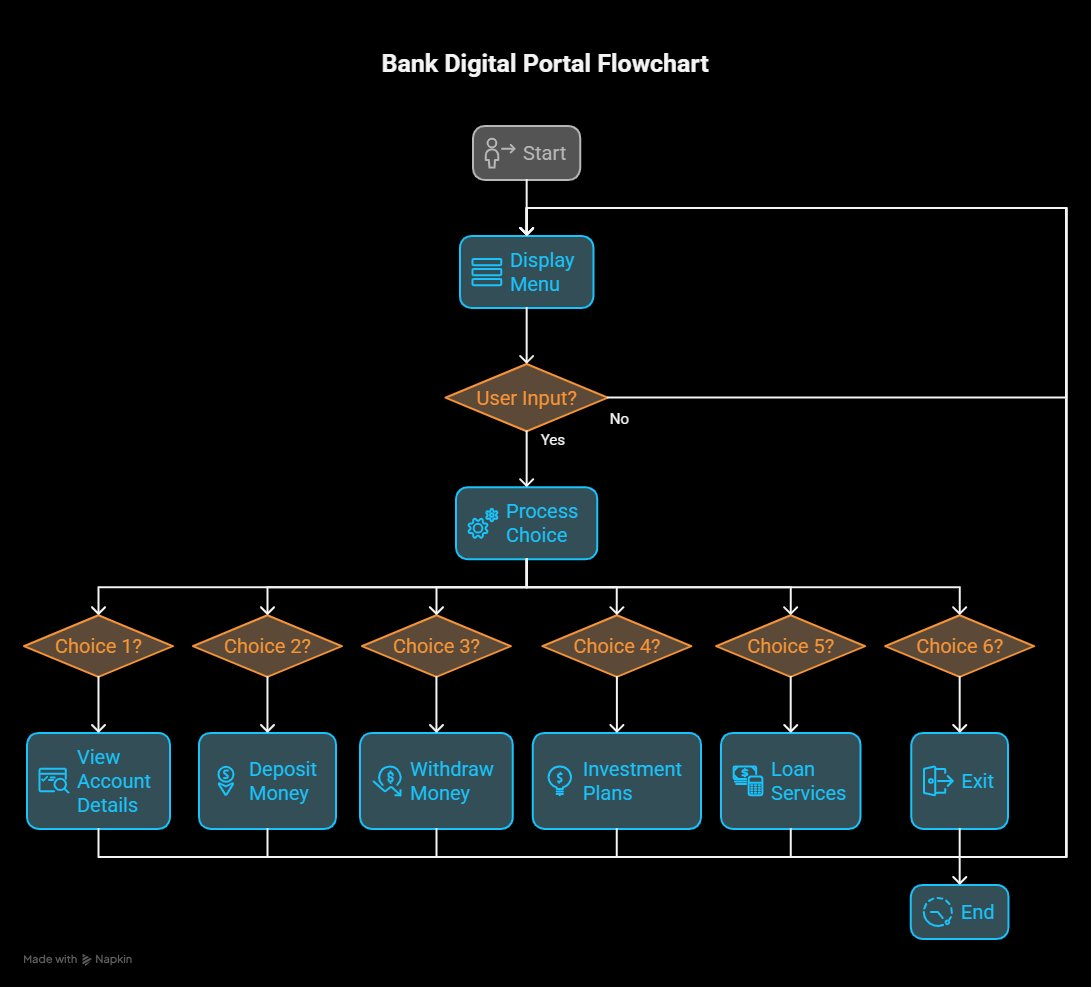 Bank Digital Portal Flowchart
Start
Display
Menu
User Input?
No
Yes
Process
Choice
Choice 1?
Choice 2?
Choice 3?
Choice 4?
Choice 5?
Choice 6?
View
Account
Details
Deposit
Money
Withdraw
Money
Investment
Plans
Loan
Services
Exit
End
Made with Napkin